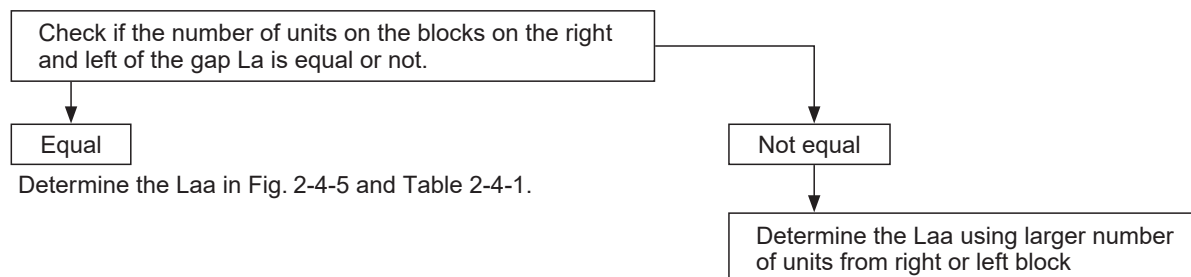 Check if the number of units on the blocks on the right
and left of the gap La is equal or not.
Equal
Not equal
Determine the Laa in Fig. 2-4-5 and Table 2-4-1.
Determine the Laa using larger number
of units from right or left block